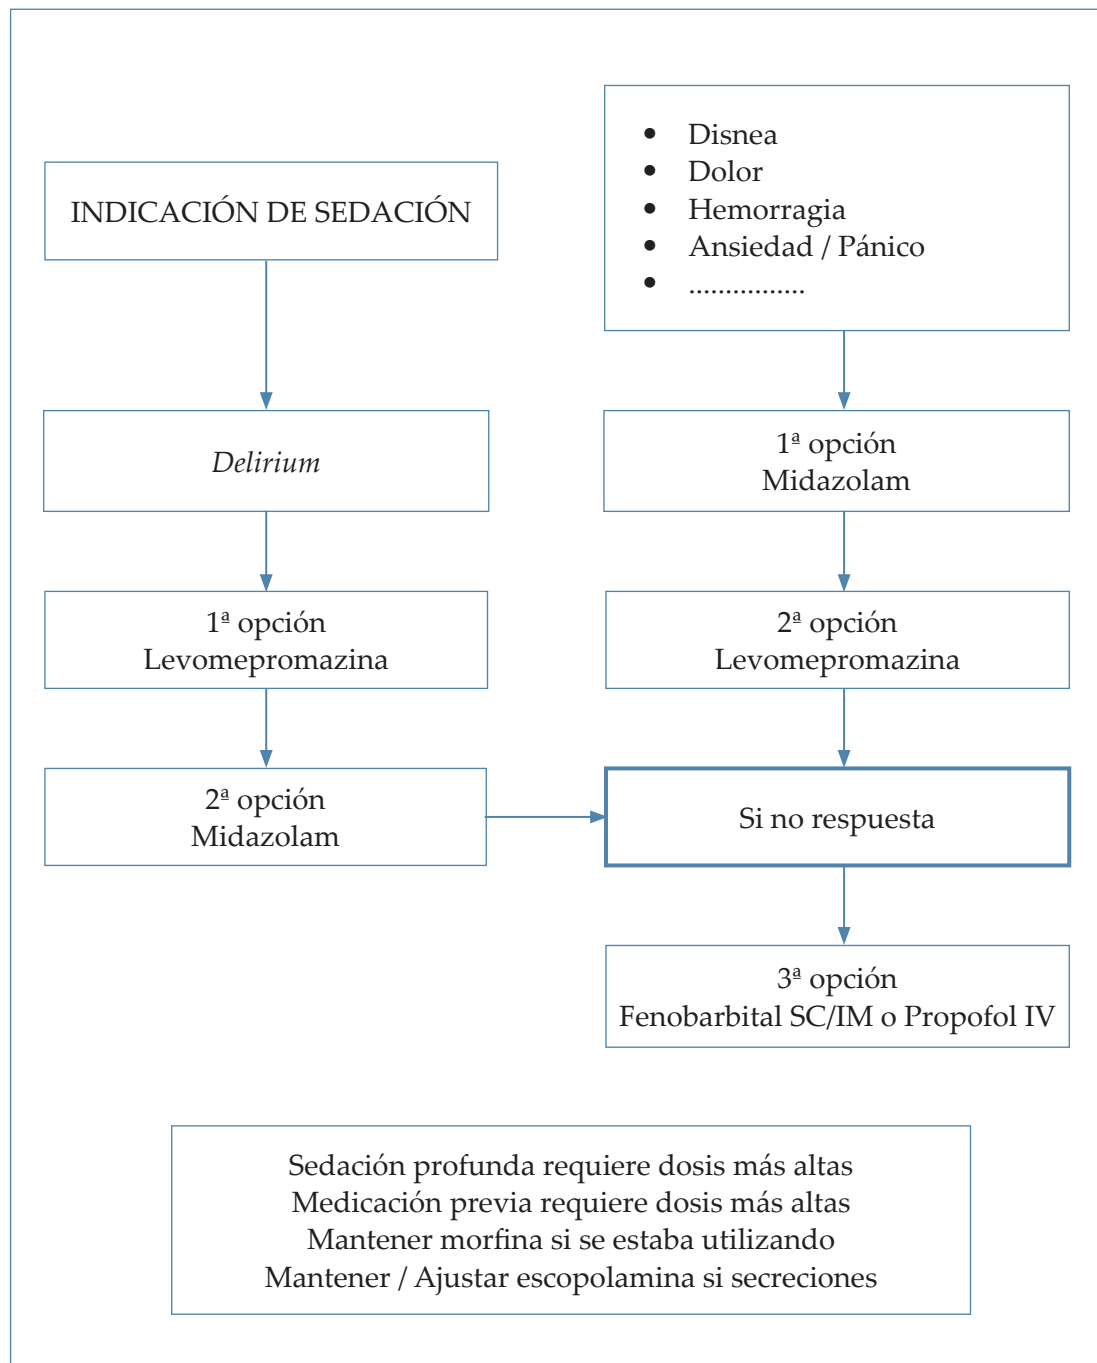 INDICACIÓN DE SEDACIÓN
• Disnea
• Dolor
• Hemorragia
• Ansiedad / Pánico
• ................
Delirium
1ª opción
Levomepromazina
2ª opción
Midazolam
1ª opción
Midazolam
2ª opción
Levomepromazina
Si no respuesta
3ª opción
Fenobarbital SC/IM o Propofol IV
Sedación profunda requiere dosis más altas
Medicación previa requiere dosis más altas
Mantener morfina si se estaba utilizando
Mantener / Ajustar escopolamina si secreciones